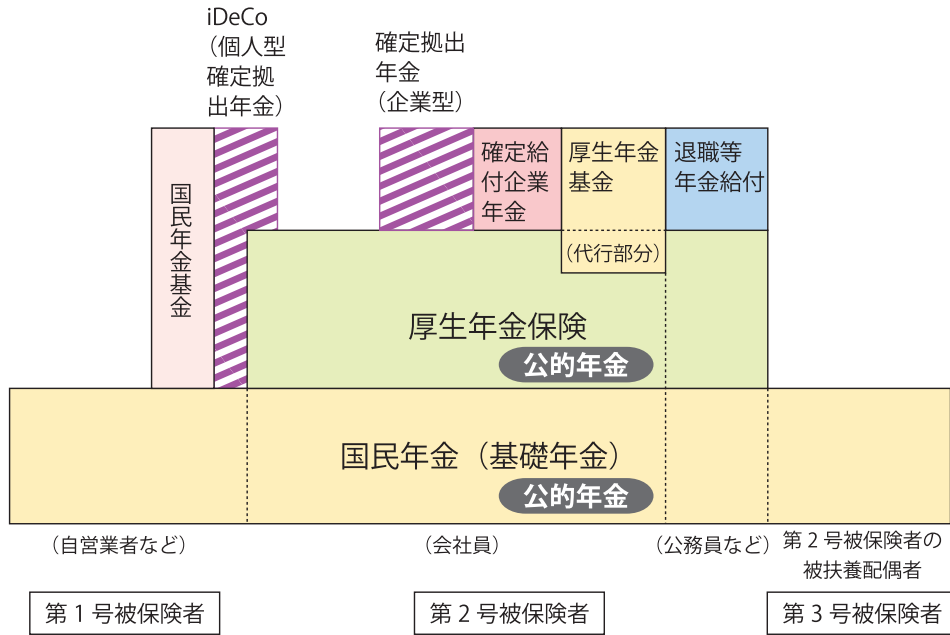 iDeCo
（個人型
確定拠
出年金）
確定拠出
年金
（企業型）
国民年金基金
確定給
付企業
年金
厚生年金
基金
（代行部分）
退職等
年金給付
厚生年金保険
公的年金
国民年金（基礎年金）
公的年金
（自営業者など）
（会社員）
（公務員など）
第２号被保険者の
被扶養配偶者
第１号被保険者
第２号被保険者
第３号被保険者